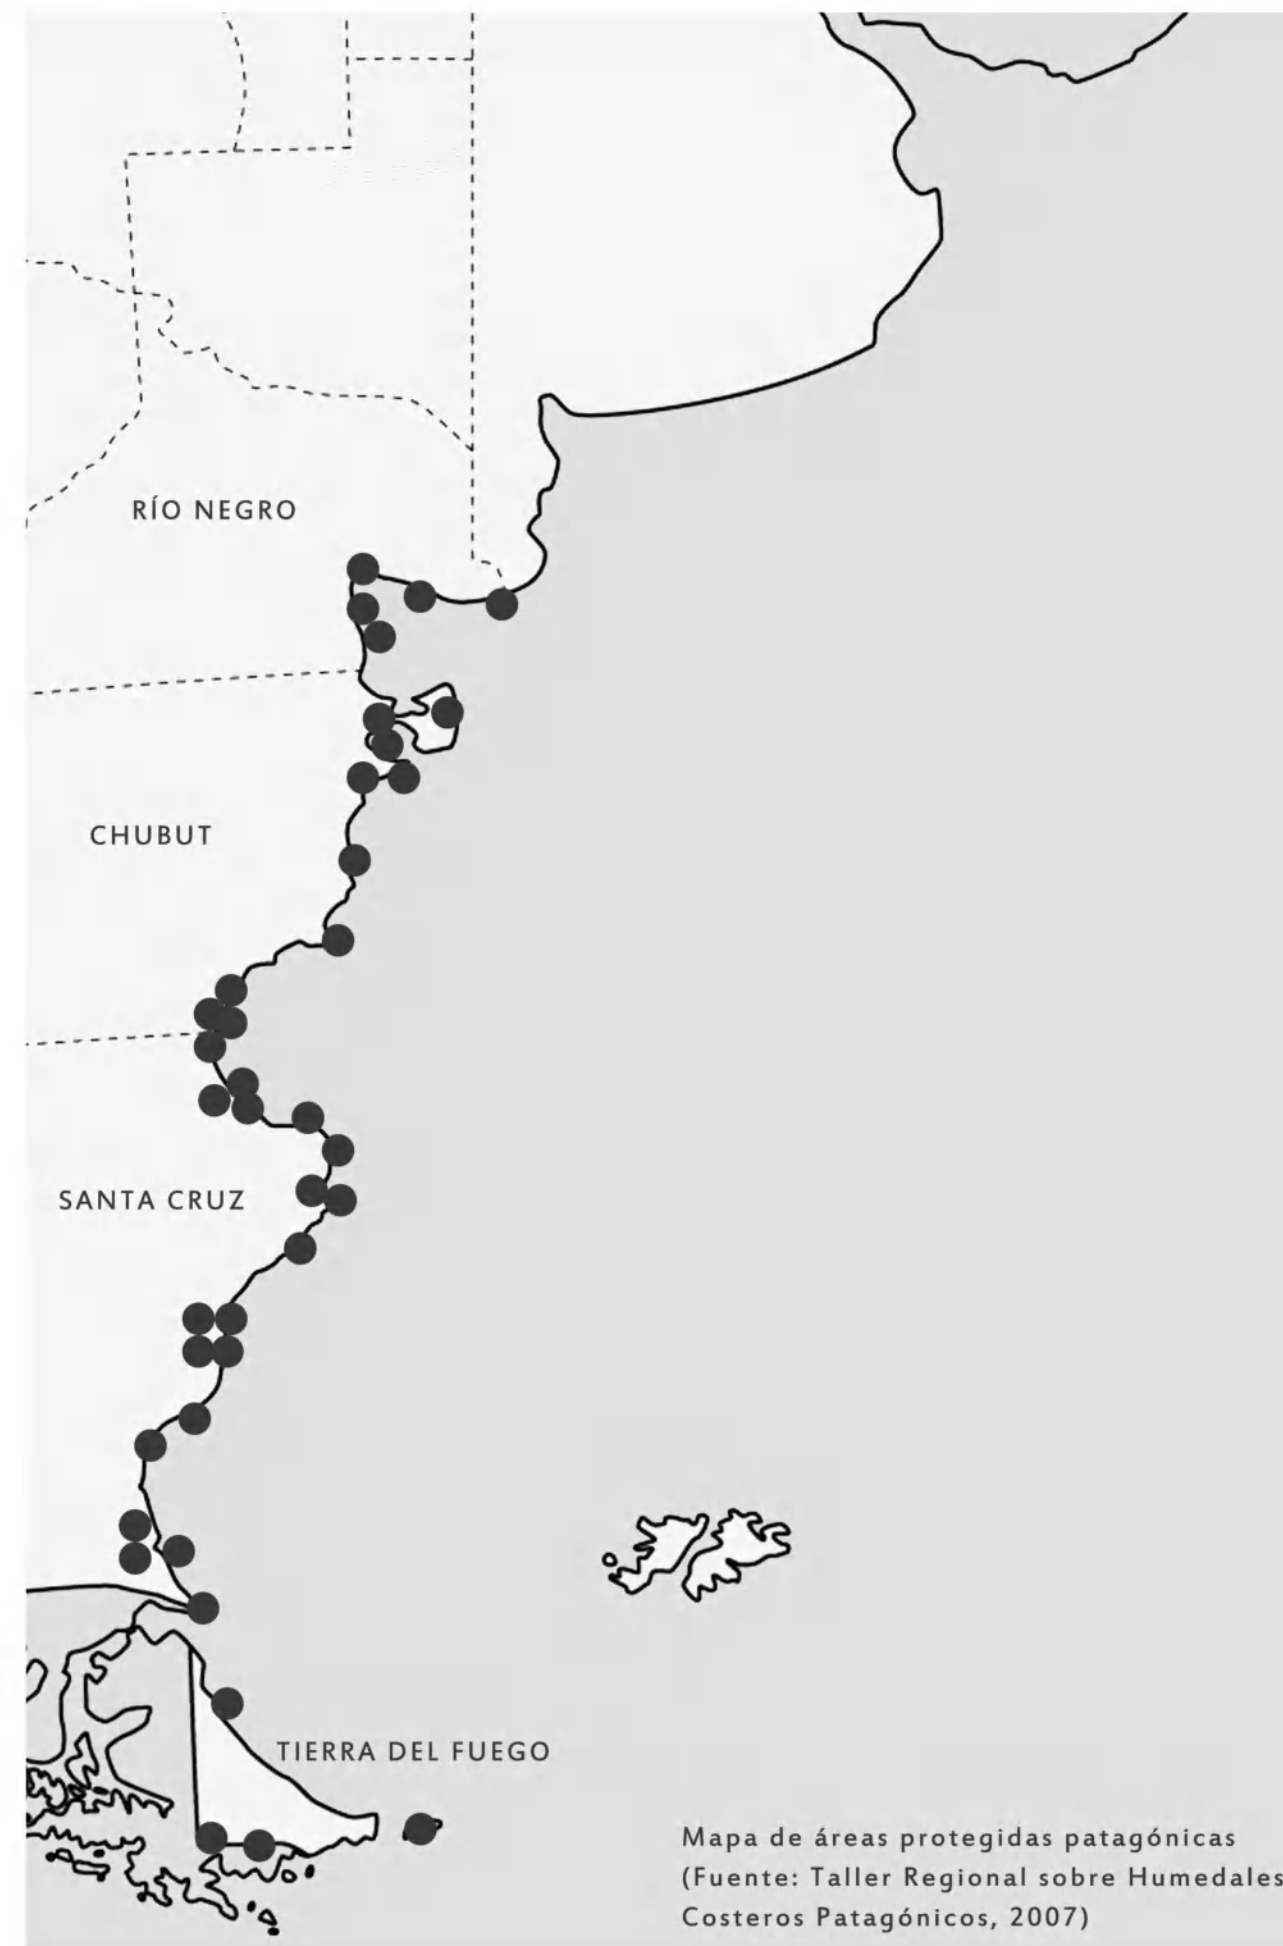 RÍO NEGRO
CHUBUT
SANTA CRUZ
TIERRA DEL FUEGO
Mapa de áreas protegidas patagónicas
(Fuente: Taller Regional sobre Humedales
Costeros Patagónicos, 2007)